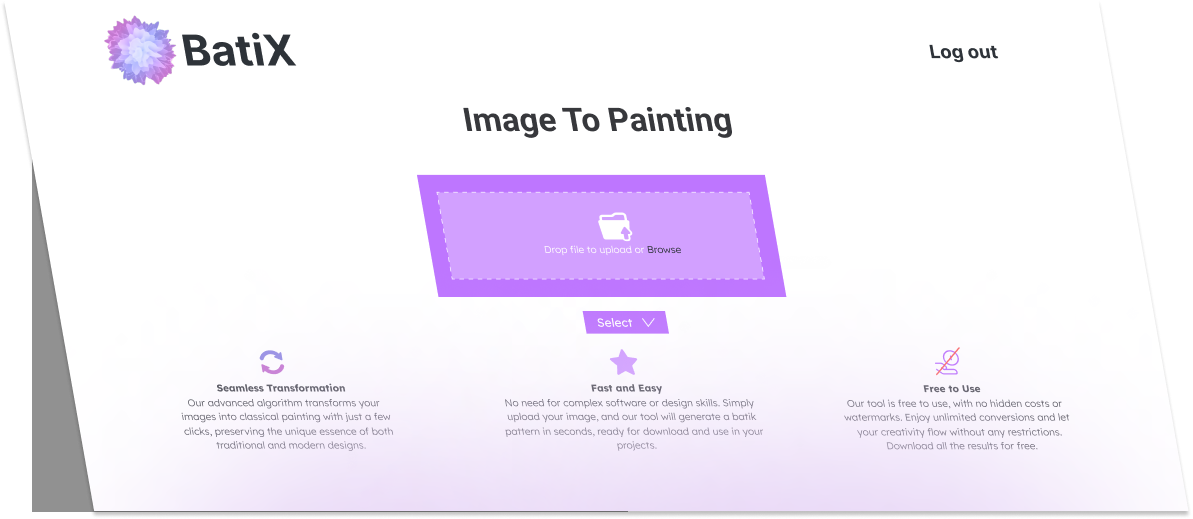 BatiX
Log out
Image To Painting
Drop file to upload or Browse
Select
Seamless Transformation
Our advanced algorithm transforms your
images into classical painting with just a few
clicks, preserving the unique essence of both
traditional and modern designs.
Fast and Easy
No need for complex software or design skills. Simply
upload your image, and our tool will generate a batik
pattern in seconds, ready for download and use in your
projects.
Free to Use
Our tool is free to use, with no hidden costs or
watermarks. Enjoy unlimited conversions and let
your creativity flow without any restrictions.
Download all the results for free.